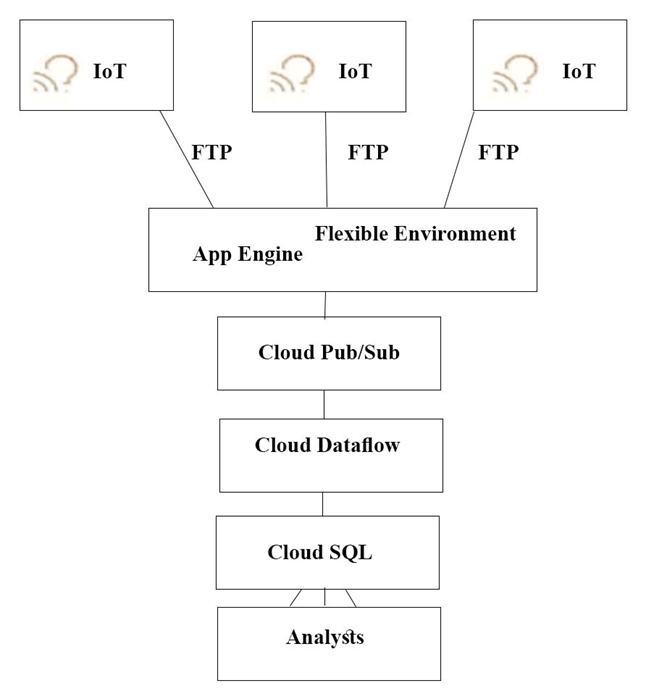 IoT
IoT
IoT
FTP
FTP
FTP
Flexible Environment
App Engine
Cloud Pub/Sub
Cloud Dataflow
Cloud SQL
Analysts